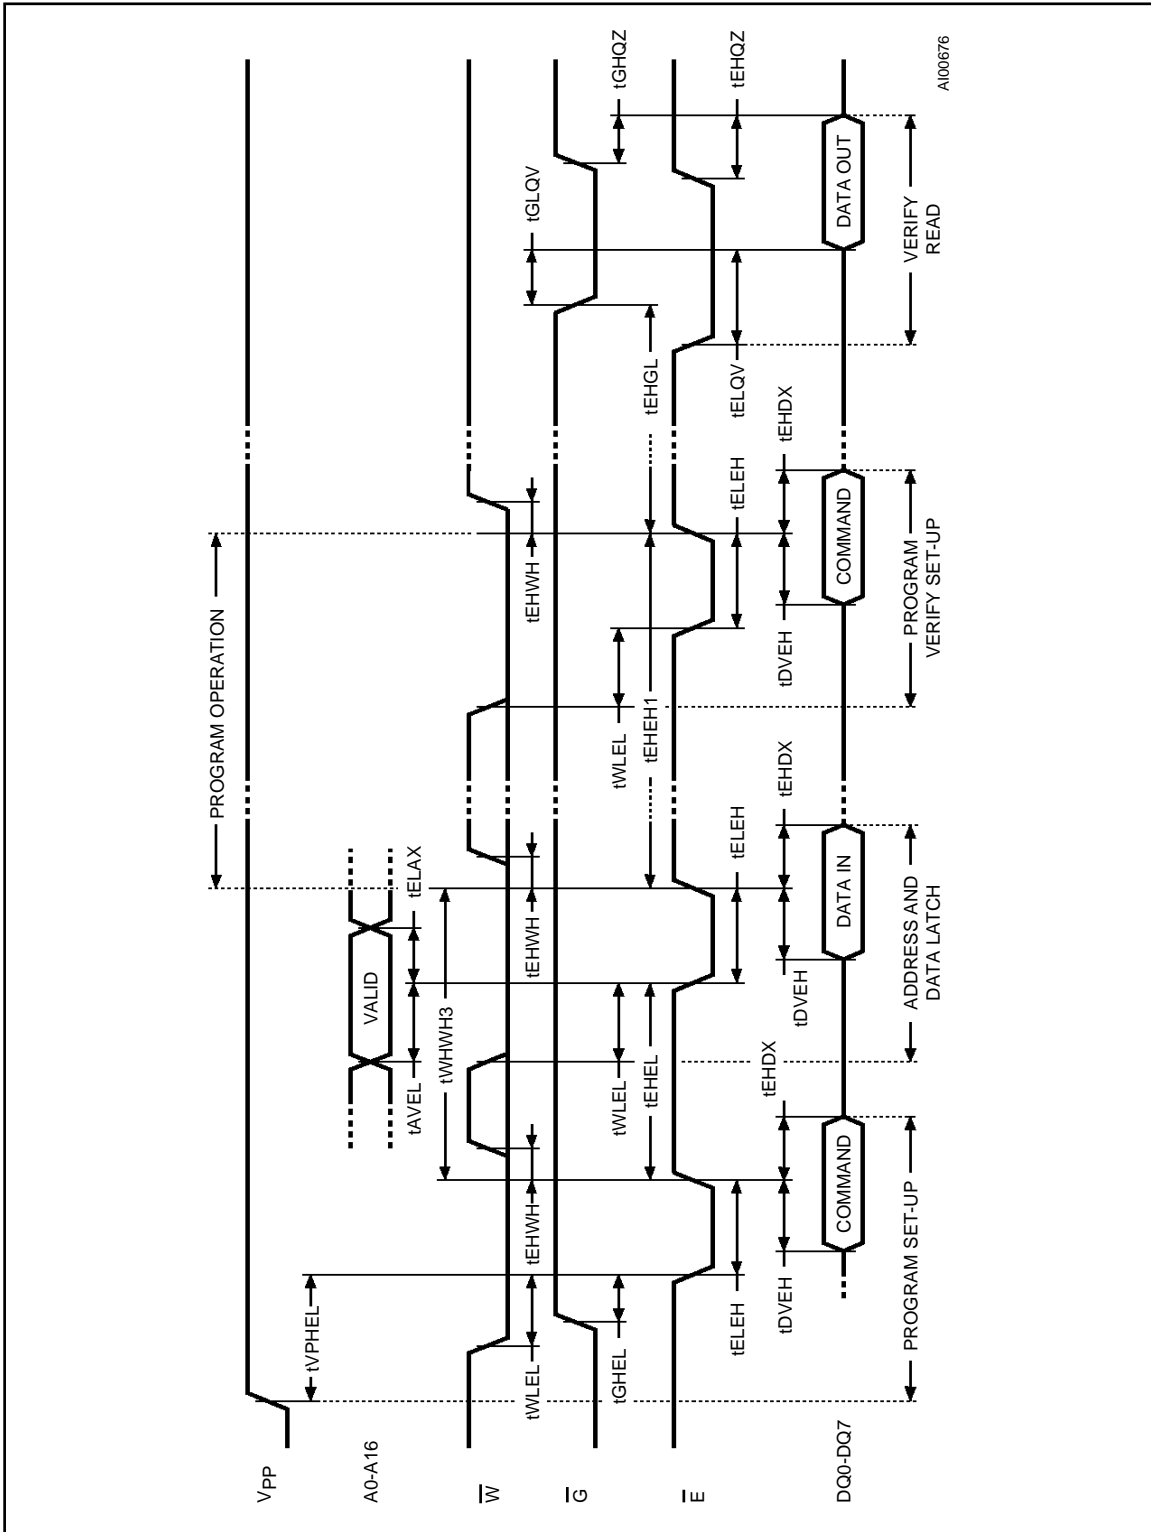 PROGRAM OPERATION
VPP
tVPHEL
A0-A16
VALID
tAVEL
tELAX
tWHWH3
W
tWLEL
tEHWH
tEHWH
tEHWH
tGLQV
G
tGHEL
tWLEL
tWLEL
tGHQZ
tEHEL
tEHEH1
tEHGL
E
tELEH
tELEH
tELEH
tELQV
tEHQZ
tDVEH
tEHDX
tDVEH
tEHDX
tDVEH
tEHDX
DQ0-DQ7
COMMAND
DATA IN
COMMAND
DATA OUT
PROGRAM SET-UP
ADDRESS AND
DATA LATCH
PROGRAM
VERIFY SET-UP
VERIFY
READ
AI00676